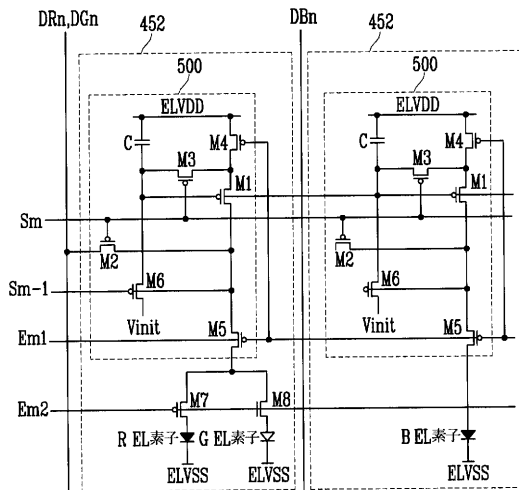 DRn,DGn
452
DBn
452
500
500
ELVDD
ELVDD
C
M4
C
M4
M3
M3
M1
M1
Sm
M2
M2
M6
M6
Sm-1
Vinit
Vinit
M5
M5
Em1
M7
M8
Em2
R EL素子
G EL素子
B EL素子
ELVSS
ELVSS
ELVSS